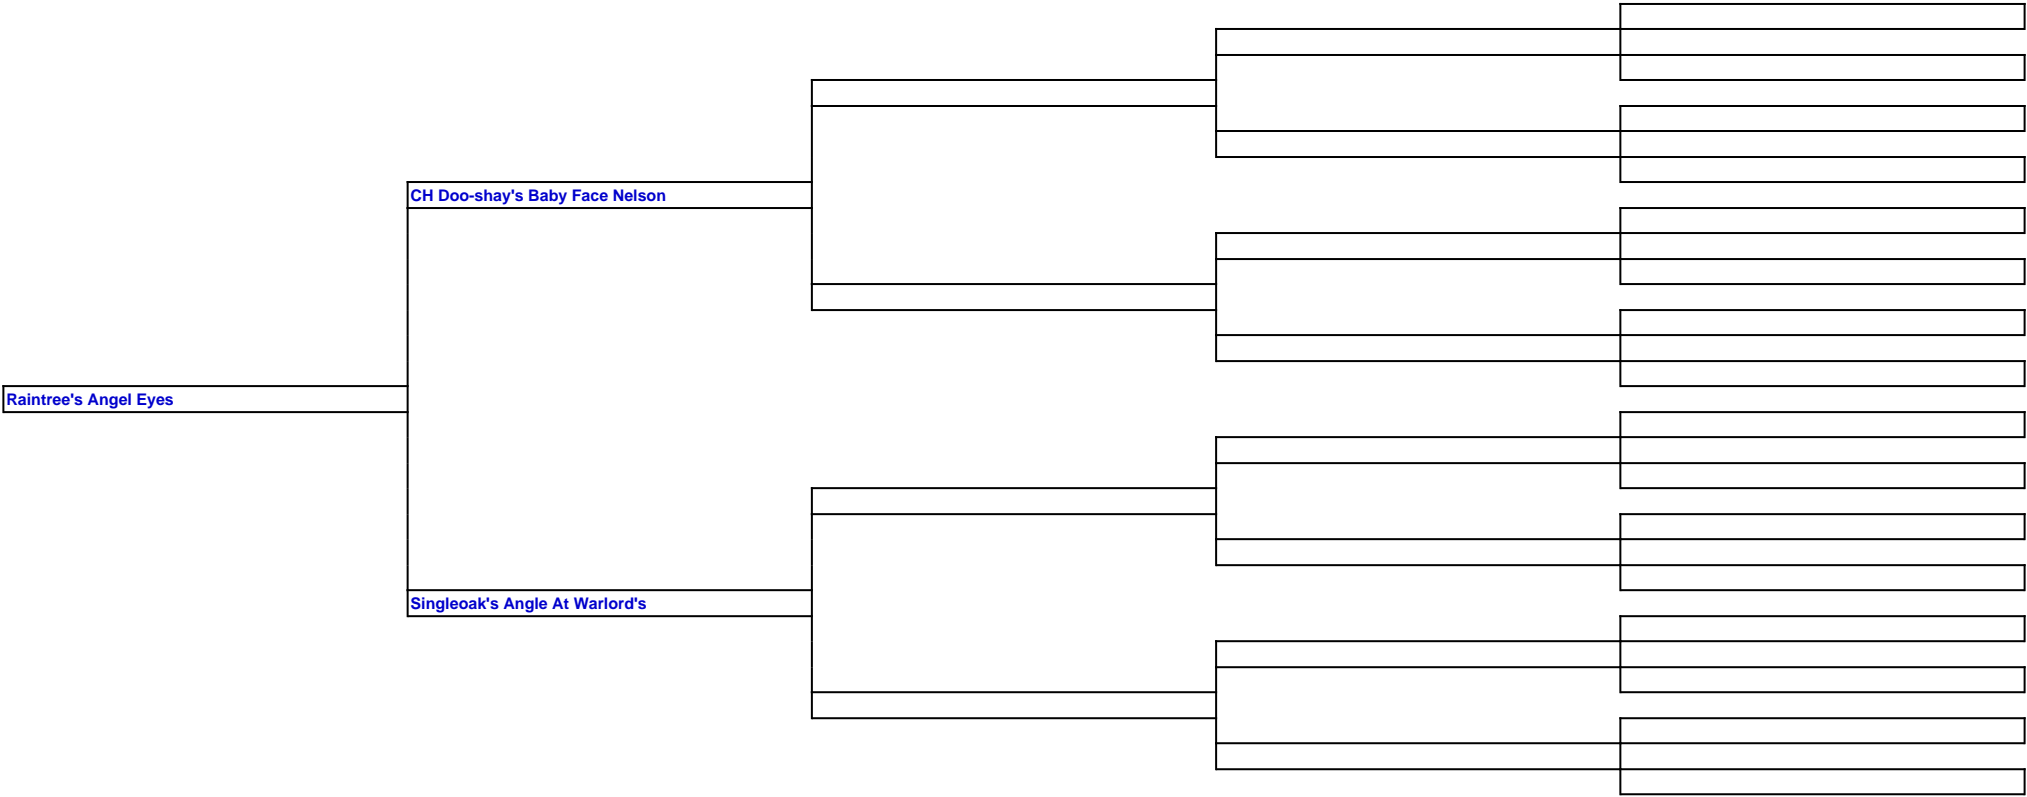 CH Doo-shay's Baby Face Nelson
Raintree's Angel Eyes
Singleoak's Angle At Warlord's